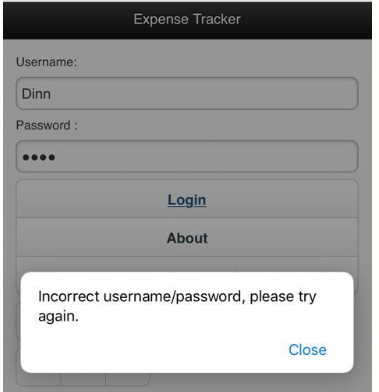 Expense Tracker
Username:
Dinn
Password :
••••
Login
About
Incorrect username/password, please try
again.
Close